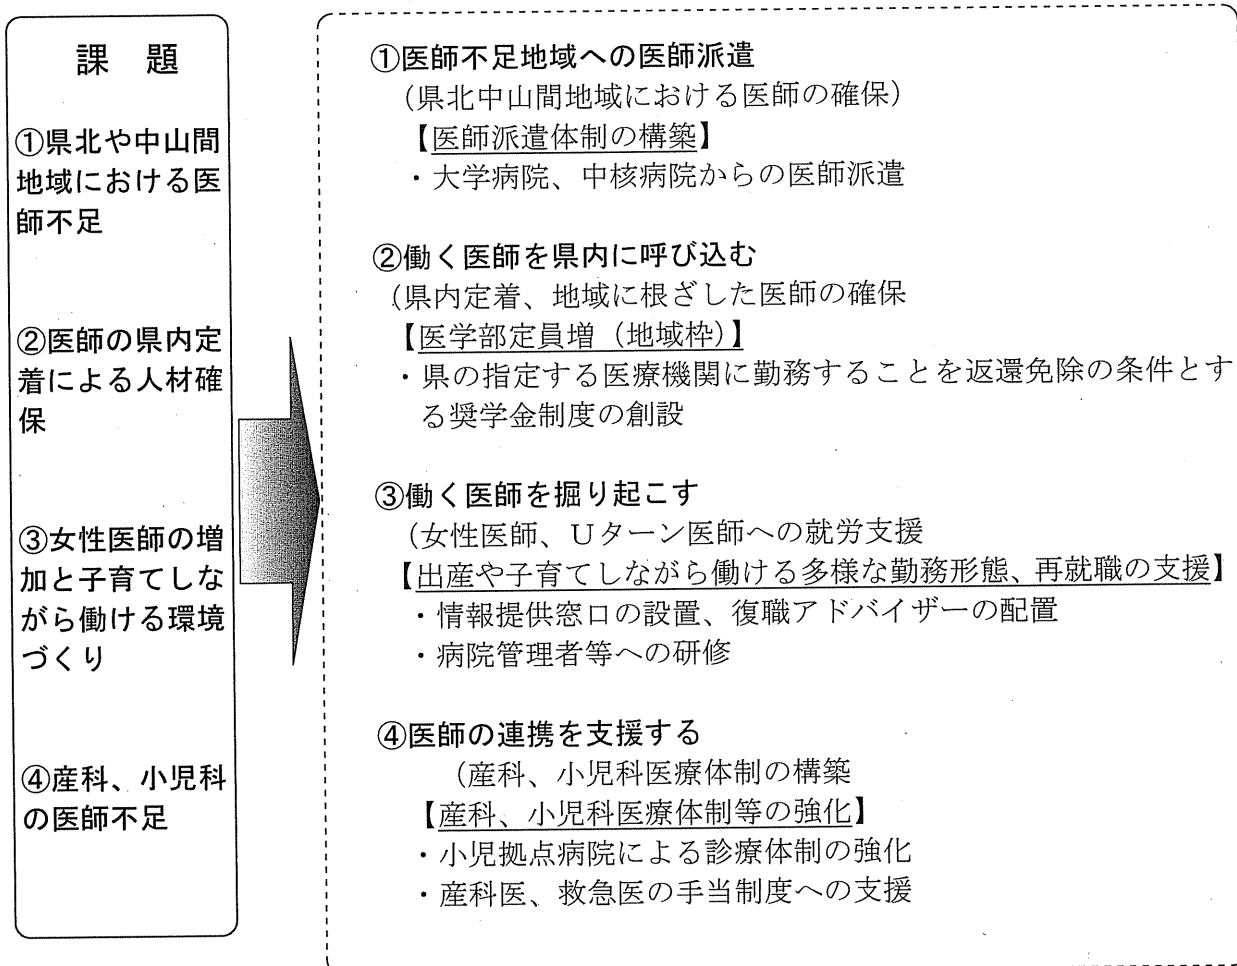 課　題
①県北や中山間
地域における医
師不足
②医師の県内定
着による人材確
保
③女性医師の増
加と子育てしな
がら働ける環境
づくり
④産科、小児科
の医師不足
①医師不足地域への医師派遣
（県北中山間地域における医師の確保）
【医師派遣体制の構築】
・大学病院、中核病院からの医師派遣
②働く医師を県内に呼び込む
（県内定着、地域に根ざした医師の確保
【医学部定員増（地域枠）】
・県の指定する医療機関に勤務することを返還免除の条件とす
る奨学金制度の創設
③働く医師を掘り起こす
（女性医師、Ｕターン医師への就労支援
【出産や子育てしながら働ける多様な勤務形態、再就職の支援】
・情報提供窓口の設置、復職アドバイザーの配置
・病院管理者等への研修
④医師の連携を支援する
（産科、小児科医療体制の構築
【産科、小児科医療体制等の強化】
・小児拠点病院による診療体制の強化
・産科医、救急医の手当制度への支援